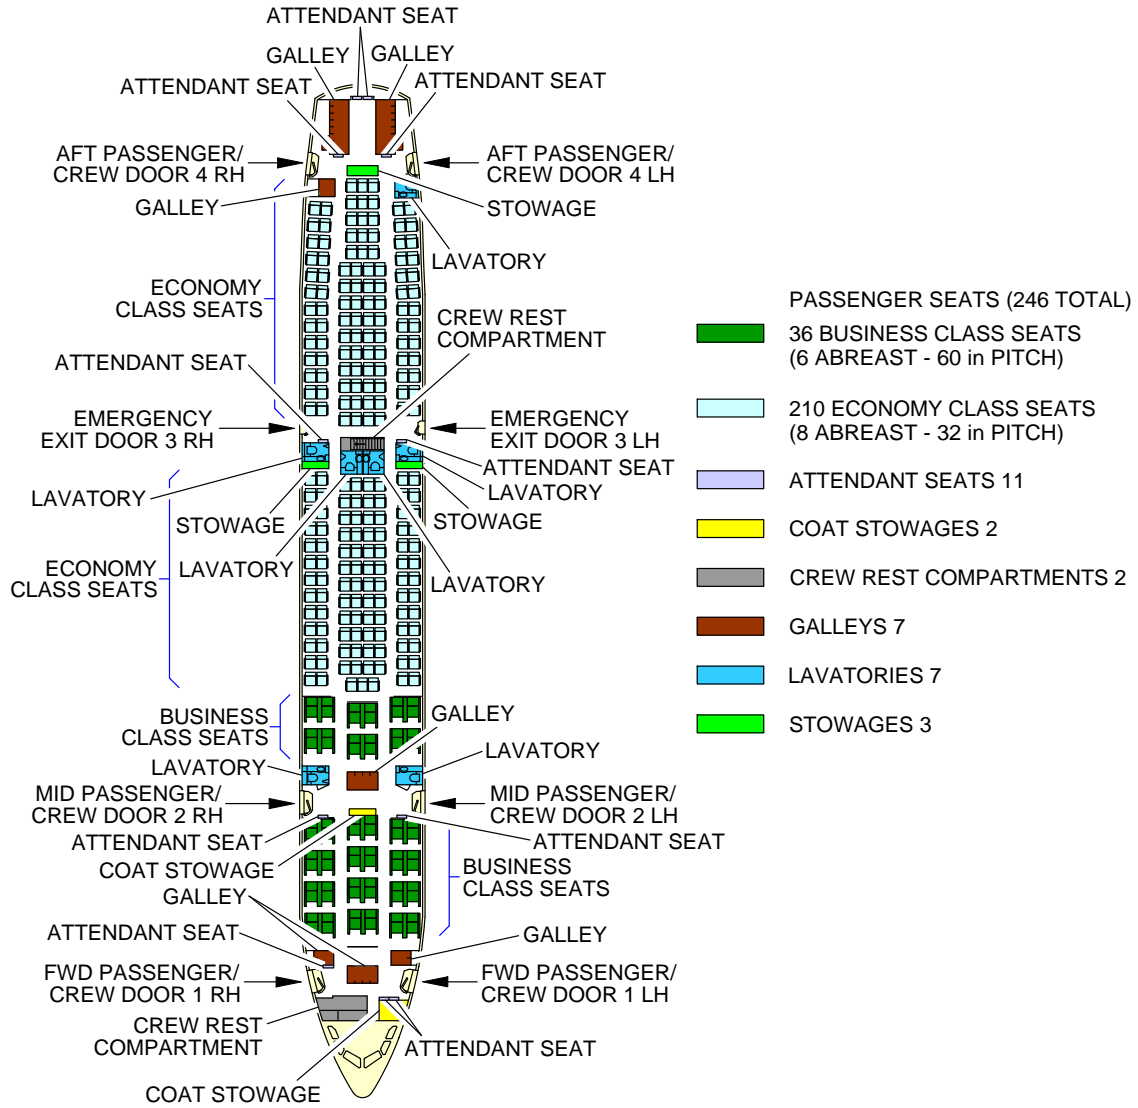 ATTENDANT SEAT
GALLEY
GALLEY
ATTENDANT SEAT
ATTENDANT SEAT
AFT PASSENGER/
CREW DOOR 4 RH
AFT PASSENGER/
CREW DOOR 4 LH
GALLEY
STOWAGE
LAVATORY
ECONOMY
CLASS SEATS
CREW REST
COMPARTMENT
ATTENDANT SEAT
EMERGENCY
EXIT DOOR 3 RH
EMERGENCY
EXIT DOOR 3 LH
ATTENDANT SEAT
LAVATORY
LAVATORY
STOWAGE
STOWAGE
ECONOMY
CLASS SEATS
LAVATORY
LAVATORY
BUSINESS
CLASS SEATS
GALLEY
LAVATORY
LAVATORY
MID PASSENGER/
CREW DOOR 2 RH
MID PASSENGER/
CREW DOOR 2 LH
ATTENDANT SEAT
ATTENDANT SEAT
COAT STOWAGE
BUSINESS
CLASS SEATS
GALLEY
ATTENDANT SEAT
GALLEY
FWD PASSENGER/
CREW DOOR 1 RH
FWD PASSENGER/
CREW DOOR 1 LH
CREW REST
COMPARTMENT
ATTENDANT SEAT
COAT STOWAGE
PASSENGER SEATS (246 TOTAL)
36 BUSINESS CLASS SEATS
(6 ABREAST - 60 in PITCH)
210 ECONOMY CLASS SEATS
(8 ABREAST - 32 in PITCH)
ATTENDANT SEATS 11
COAT STOWAGES 2
CREW REST COMPARTMENTS 2
GALLEYS 7
LAVATORIES 7
STOWAGES 3